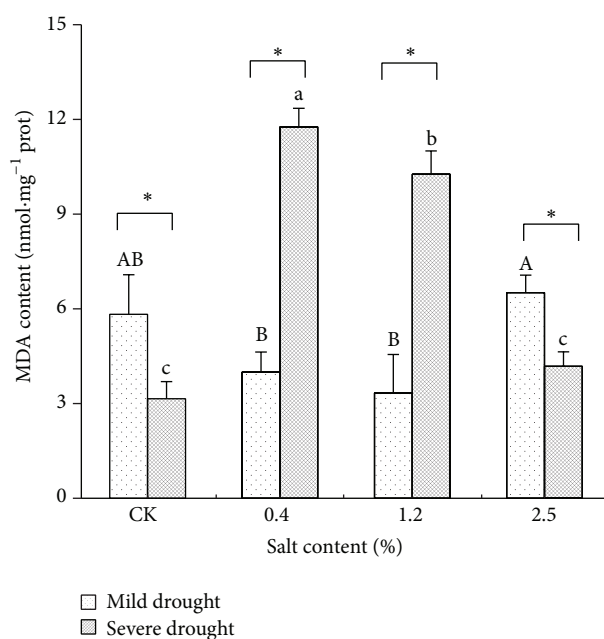 15
12
9
6
3
0
MDA content (nmol·mg⁻¹ prot)
*
*
*
*
AB
c
B
a
B
b
A
c
CK
0.4
1.2
2.5
Salt content (%)
Mild drought
Severe drought